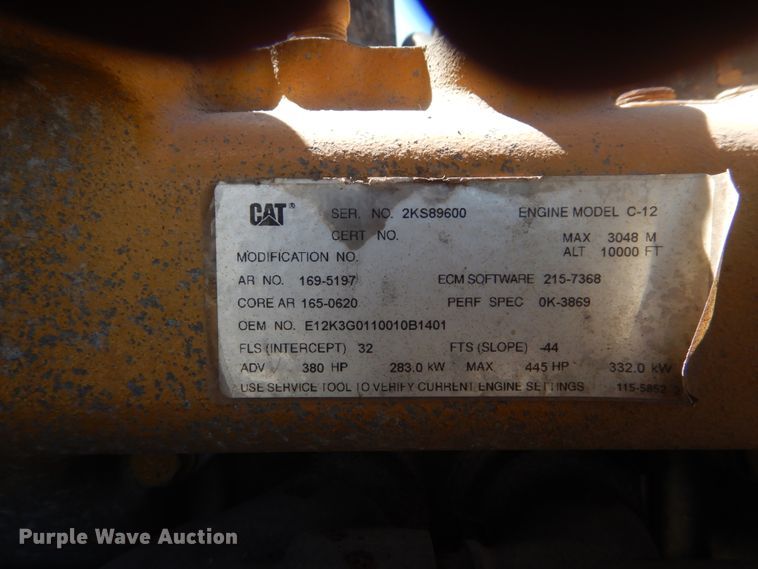 CAT® SER. NO. 2KS89600 ENGINE MODEL C-12
CERT NO. MAX 3048 M
MODIFICATION NO. ALT 10000 FT
AR NO. 169-5197 ECM SOFTWARE 215-7368
CORE AR 165-0620 PERF SPEC 0K-3869
OEM NO. E12K3G0110010B1401
FLS (INTERCEPT) 32 FTS (SLOPE) -44
ADV 380 HP 283.0 kW MAX 445 HP 332.0 kW
USE SERVICE TOOL TO VERIFY CURRENT ENGINE SETTINGS 115-5852
Purple Wave Auction